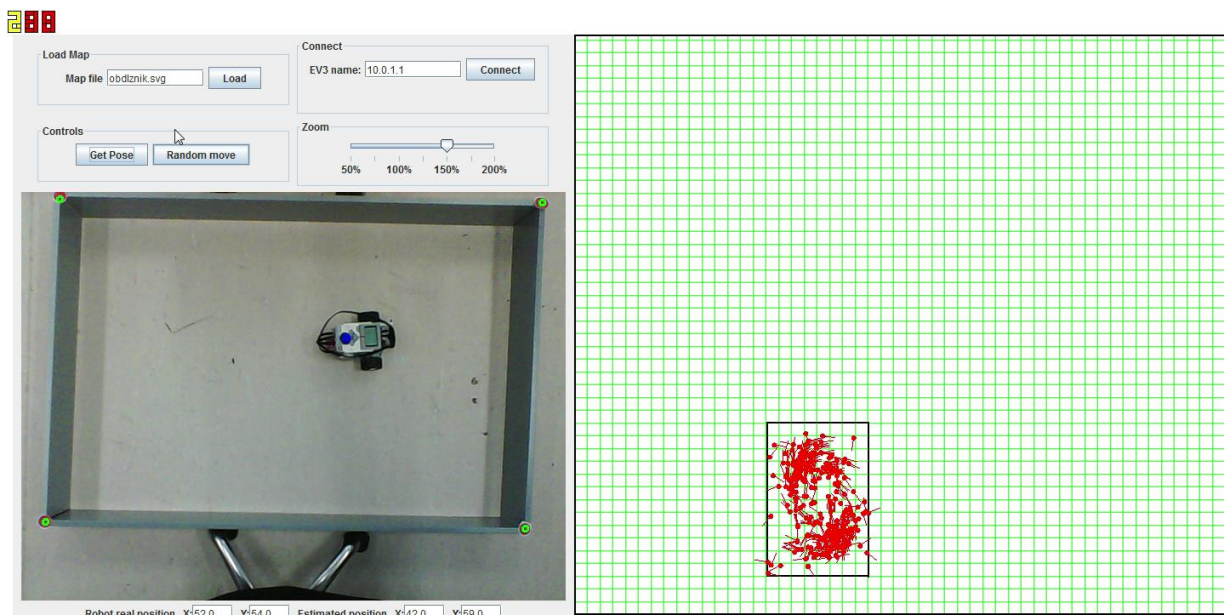 288
Load Map
Map file obdlznik.svg Load
Connect
EV3 name: 10.0.1.1 Connect
Controls
Get Pose Random move
Zoom
50% 100% 150% 200%
Robot real position X: 52.0 Y: 54.0 Estimated position X: 42.0 Y: 59.0